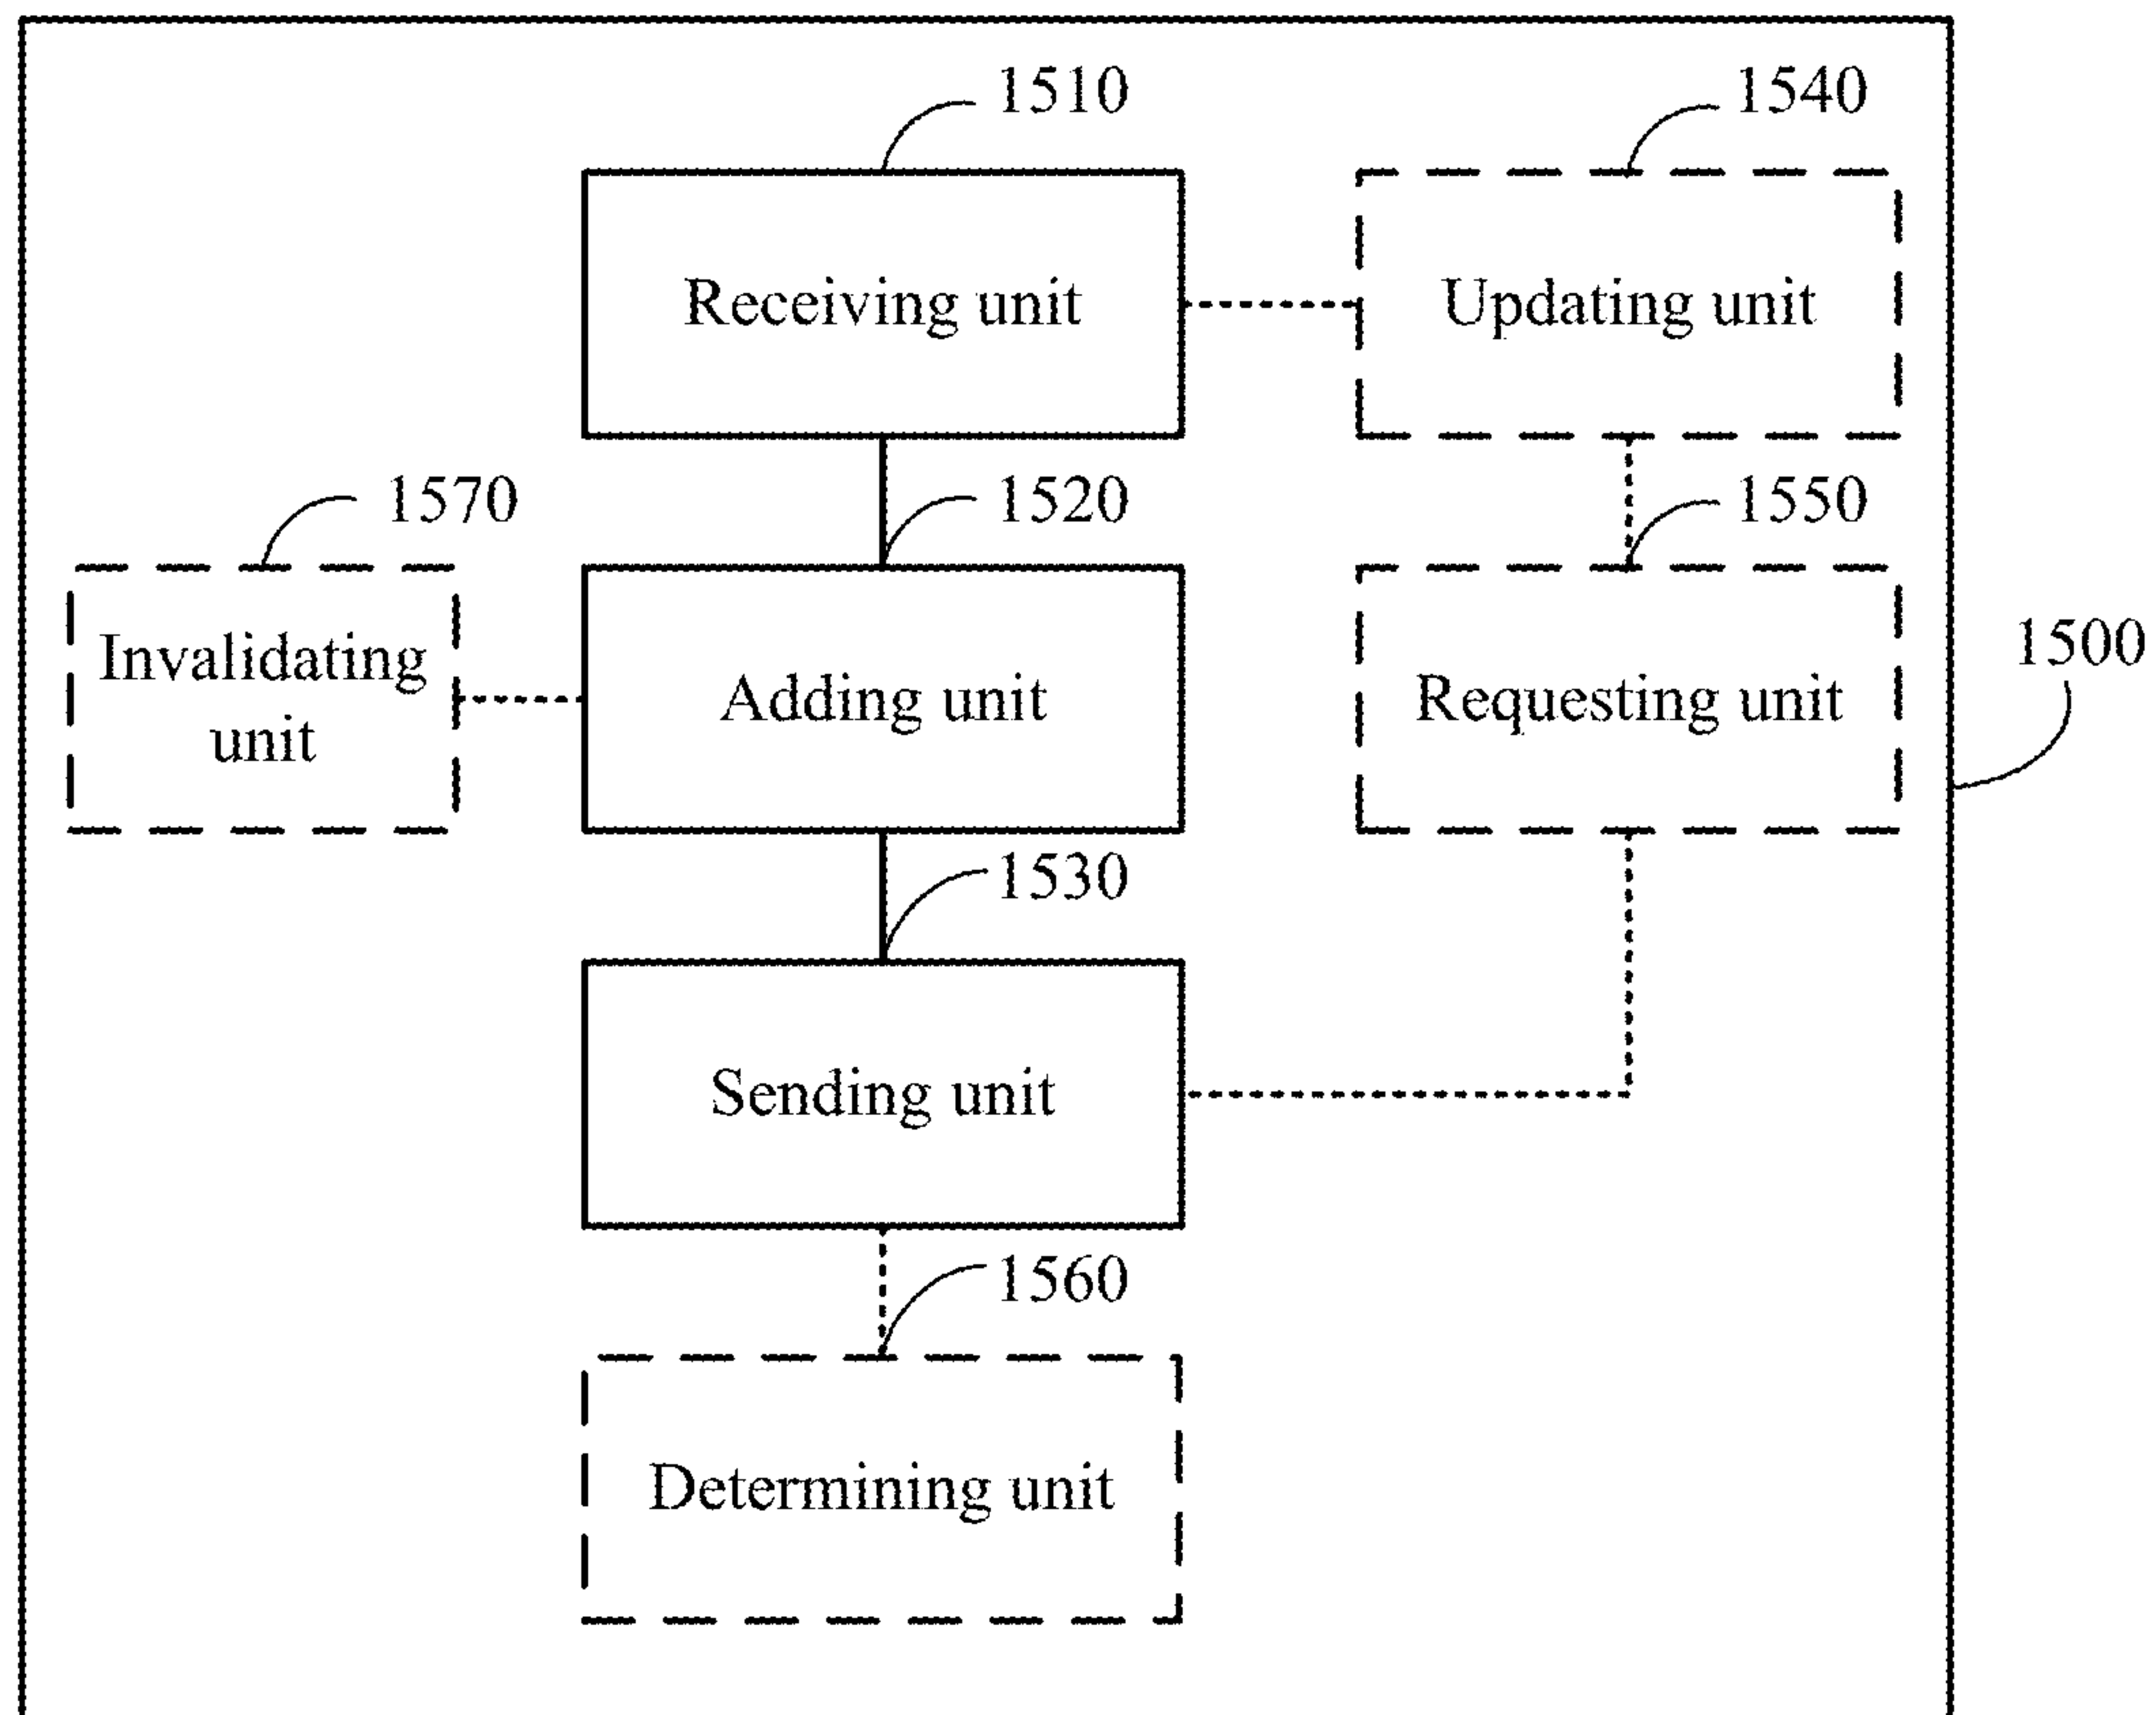 1510
1540
Receiving unit
Updating unit
1570
1520
1550
Invalidating
unit
Adding unit
Requesting unit
1500
1530
Sending unit
1560
Determining unit